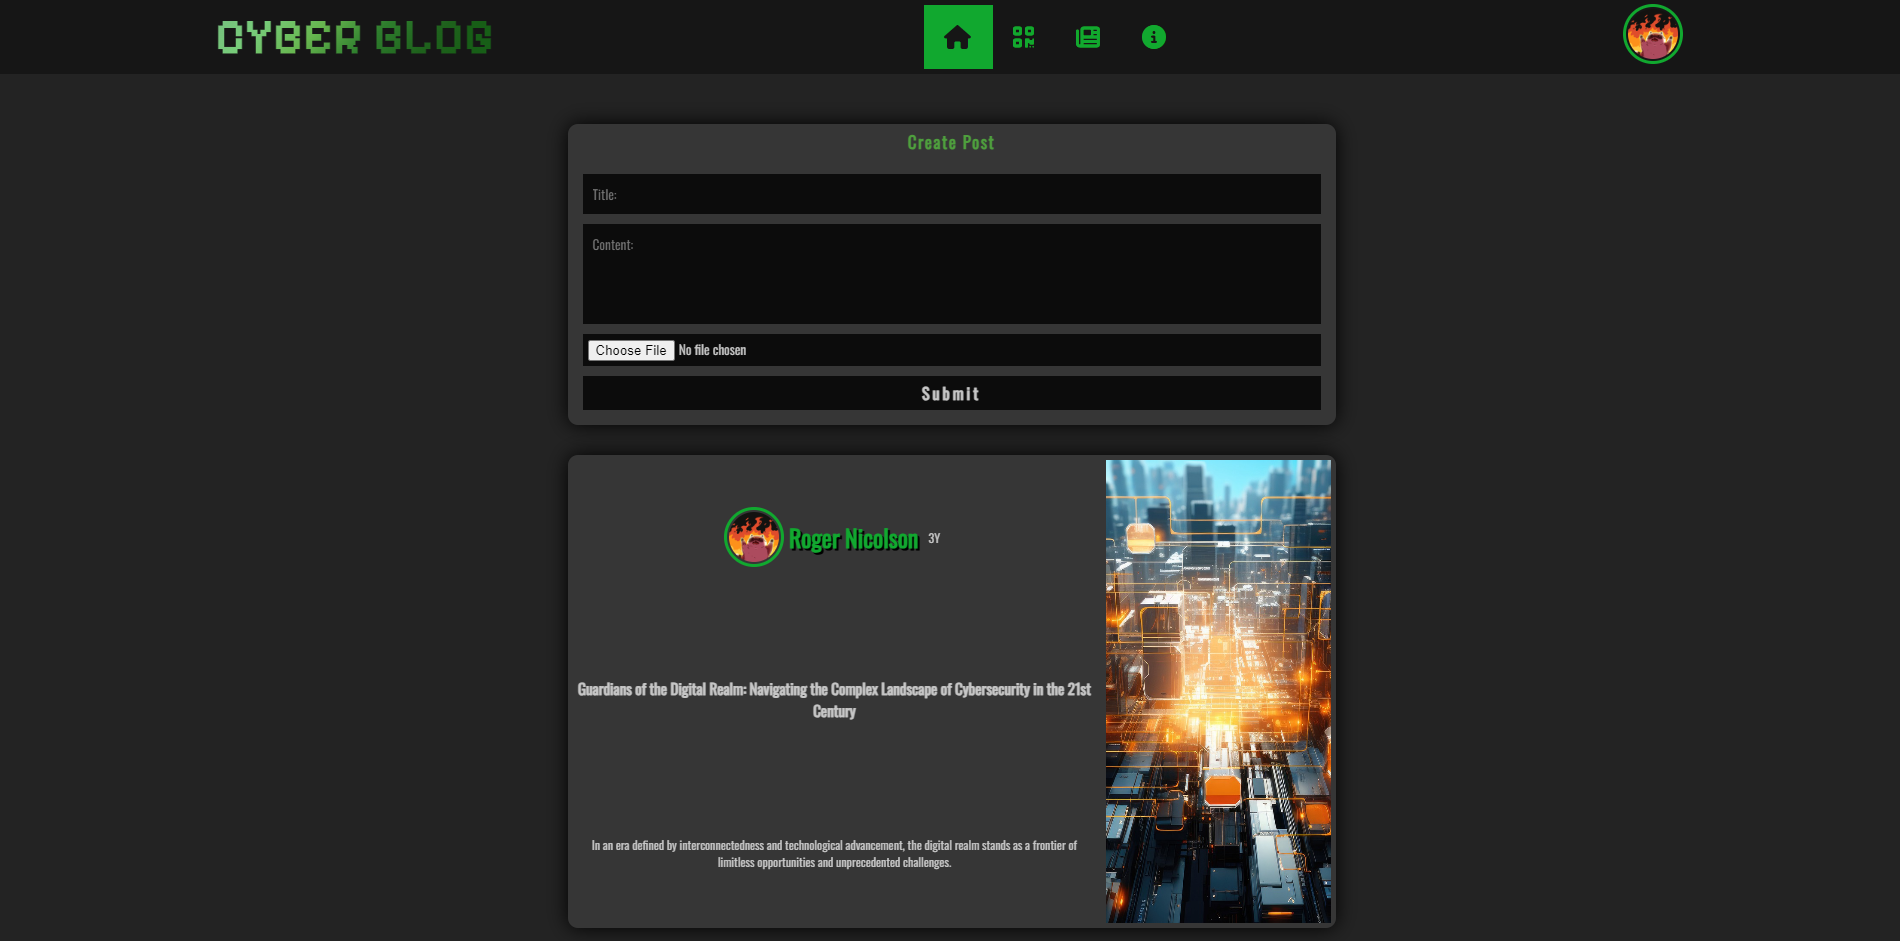 CYBER BLOG
Create Post
Title:
Content:
Choose File No file chosen
Submit
Roger Nicolson 3Y
Guardians of the Digital Realm: Navigating the Complex Landscape of Cybersecurity in the 21st
Century
In an era defined by interconnectedness and technological advancement, the digital realm stands as a frontier of
limitless opportunities and unprecedented challenges.